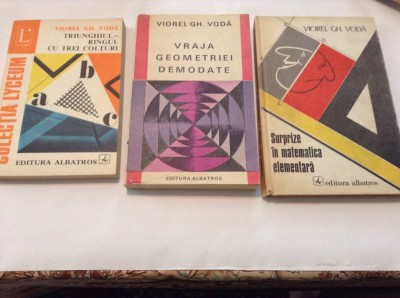 L
COLECȚIA LYCEUM
VIOREL GH. VODĂ
TRIUNGHIUL-
RINGUL
CU TREI COLȚURI
a
b
c
EDITURA ALBATROS
VIOREL GH. VODĂ
VRAJA
GEOMETRIEI
DEMODATE
EDITURA ALBATROS
VIOREL GH. VODĂ
Surprize
în matematica
elementară
editura albatros